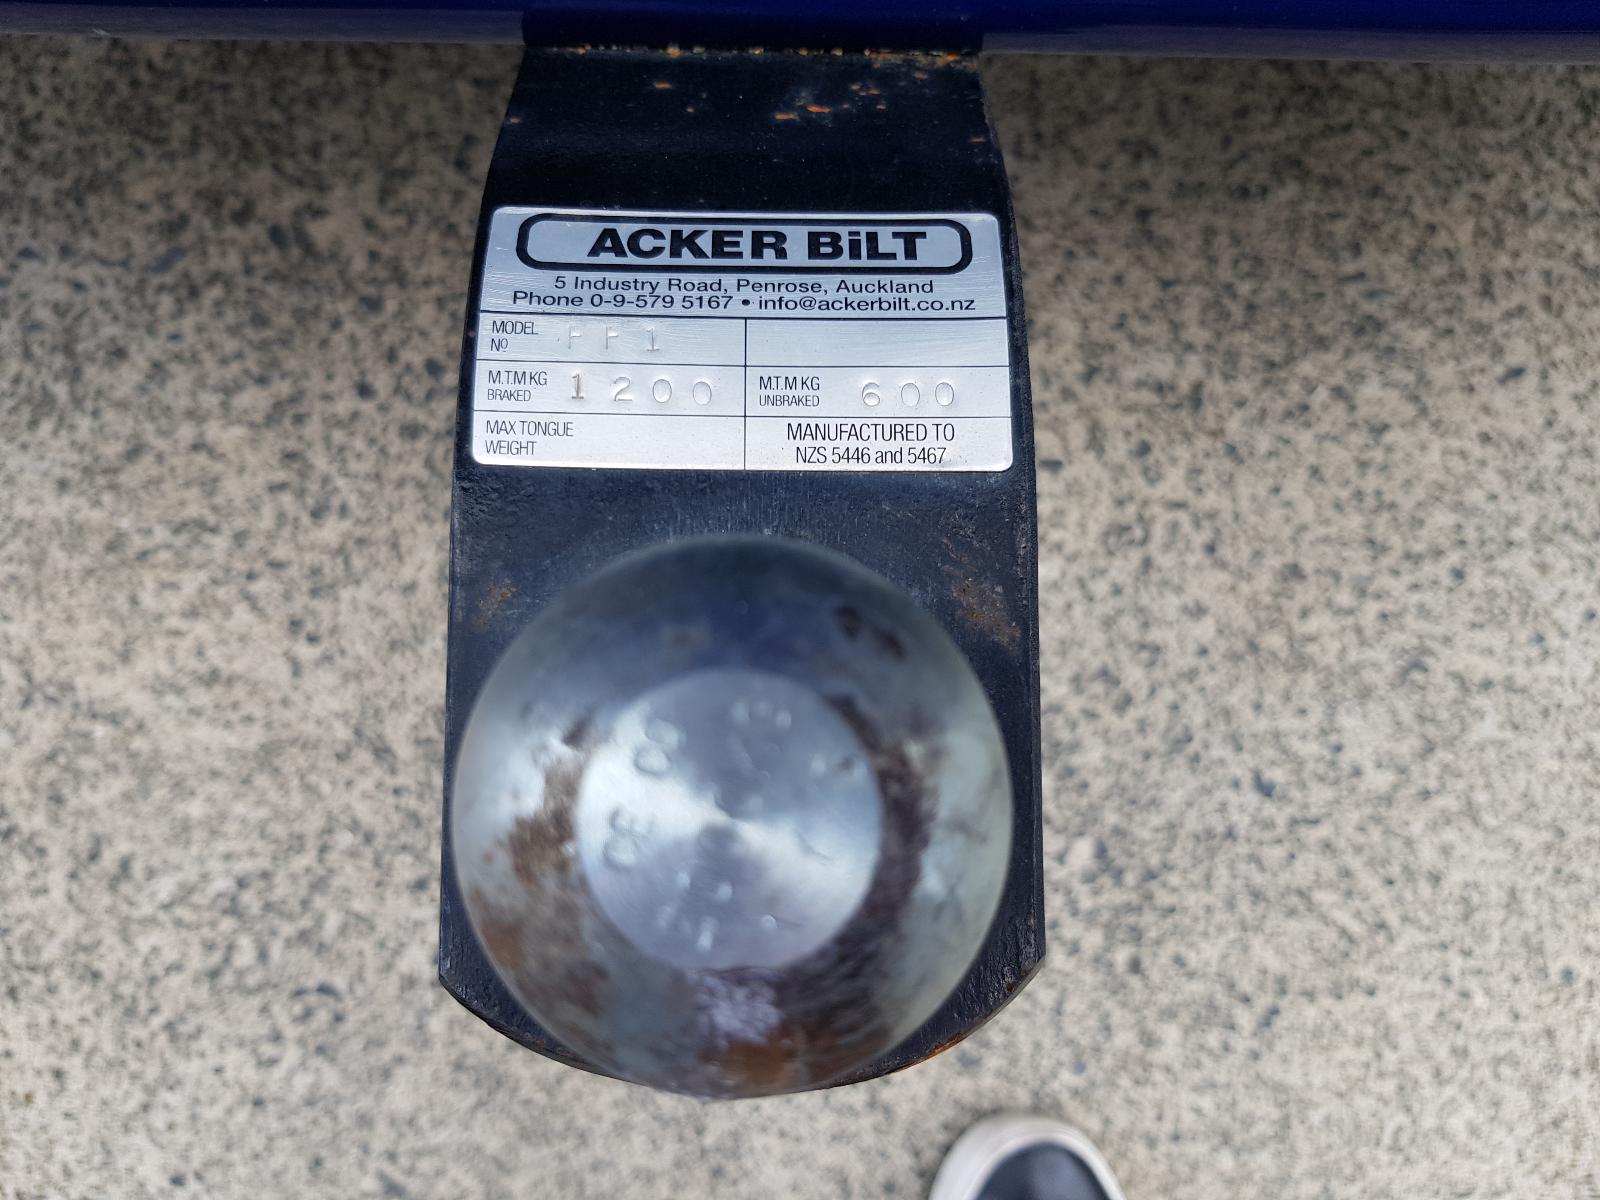 ACKER BiLT
5 Industry Road, Penrose, Auckland
Phone 0-9-579 5167 • info@ackerbilt.co.nz
MODEL
Nº
M.T.M KG
BRAKED
1200
M.T.M KG
UNBRAKED
600
MAX TONGUE
WEIGHT
MANUFACTURED TO
NZS 5446 and 5467